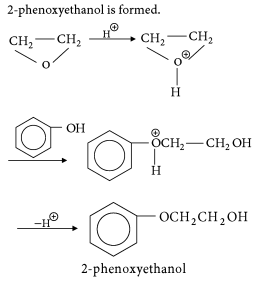 2-phenoxyethanol is formed.
CH₂—CH₂ H⊕ CH₂—CH₂
O O⊕
H
OH ⊕
OCH₂—CH₂OH
H
–H⊕ OCH₂CH₂OH
2-phenoxyethanol